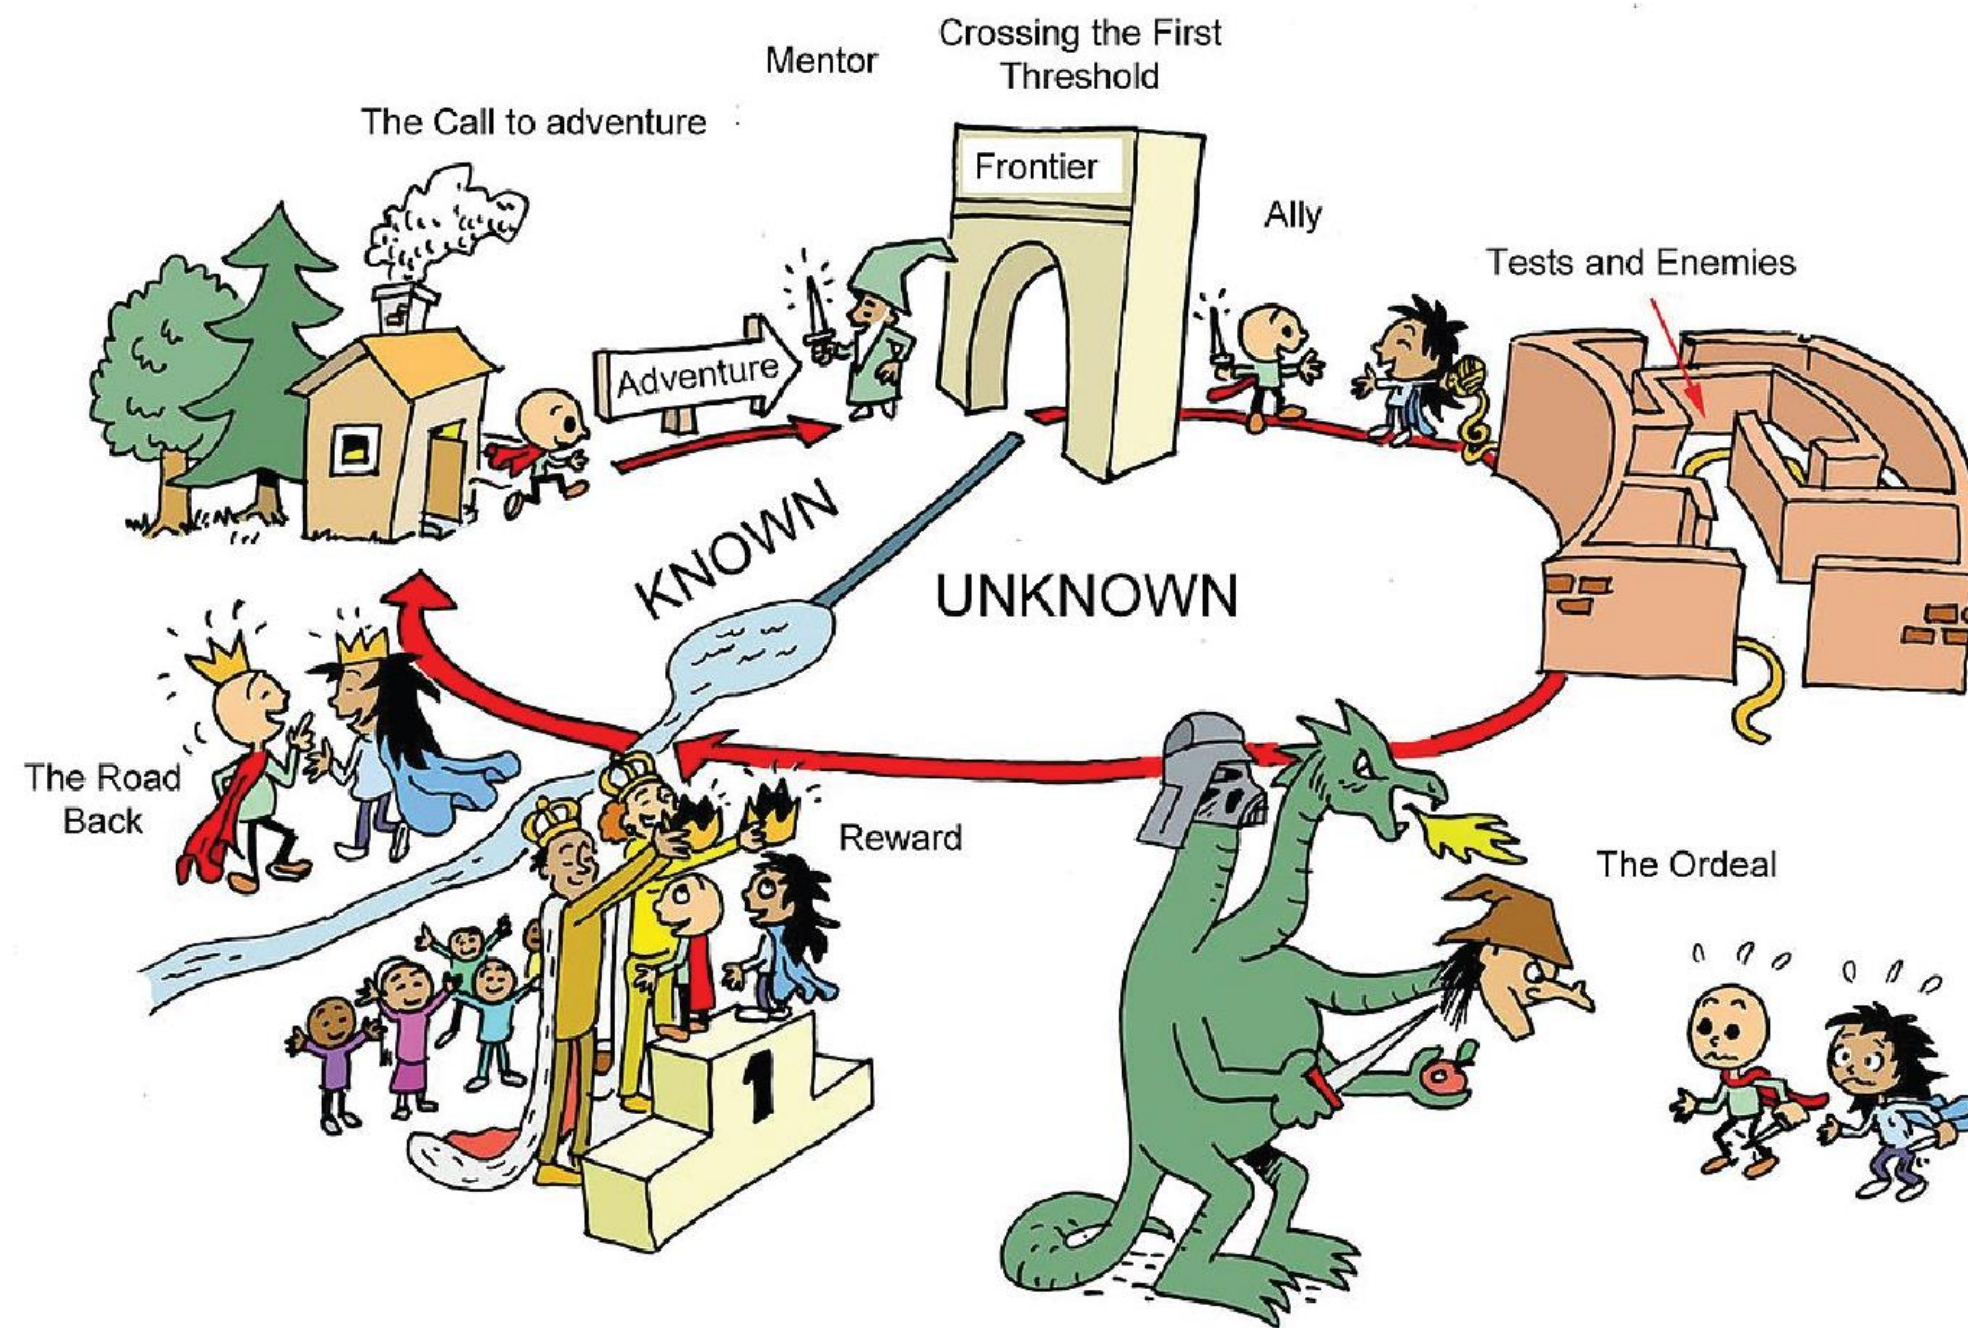 Crossing the First
Threshold
Mentor
The Call to adventure
Frontier
Ally
Tests and Enemies
Adventure
KNOWN
UNKNOWN
The Road
Back
Reward
The Ordeal
1